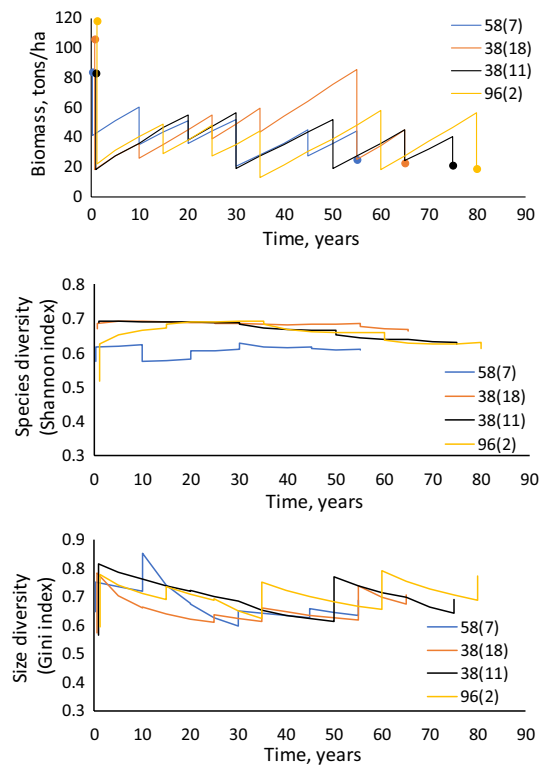 Biomass, tons/ha
120
100
80
60
40
20
0
0 10 20 30 40 50 60 70 80 90
Time, years
58(7)
38(18)
38(11)
96(2)
Species diversity
(Shannon index)
0.8
0.7
0.6
0.5
0.4
0.3
0 10 20 30 40 50 60 70 80 90
Time, years
58(7)
38(18)
38(11)
96(2)
Size diversity
(Gini index)
0.9
0.8
0.7
0.6
0.5
0.4
0.3
0 10 20 30 40 50 60 70 80 90
Time, years
58(7)
38(18)
38(11)
96(2)